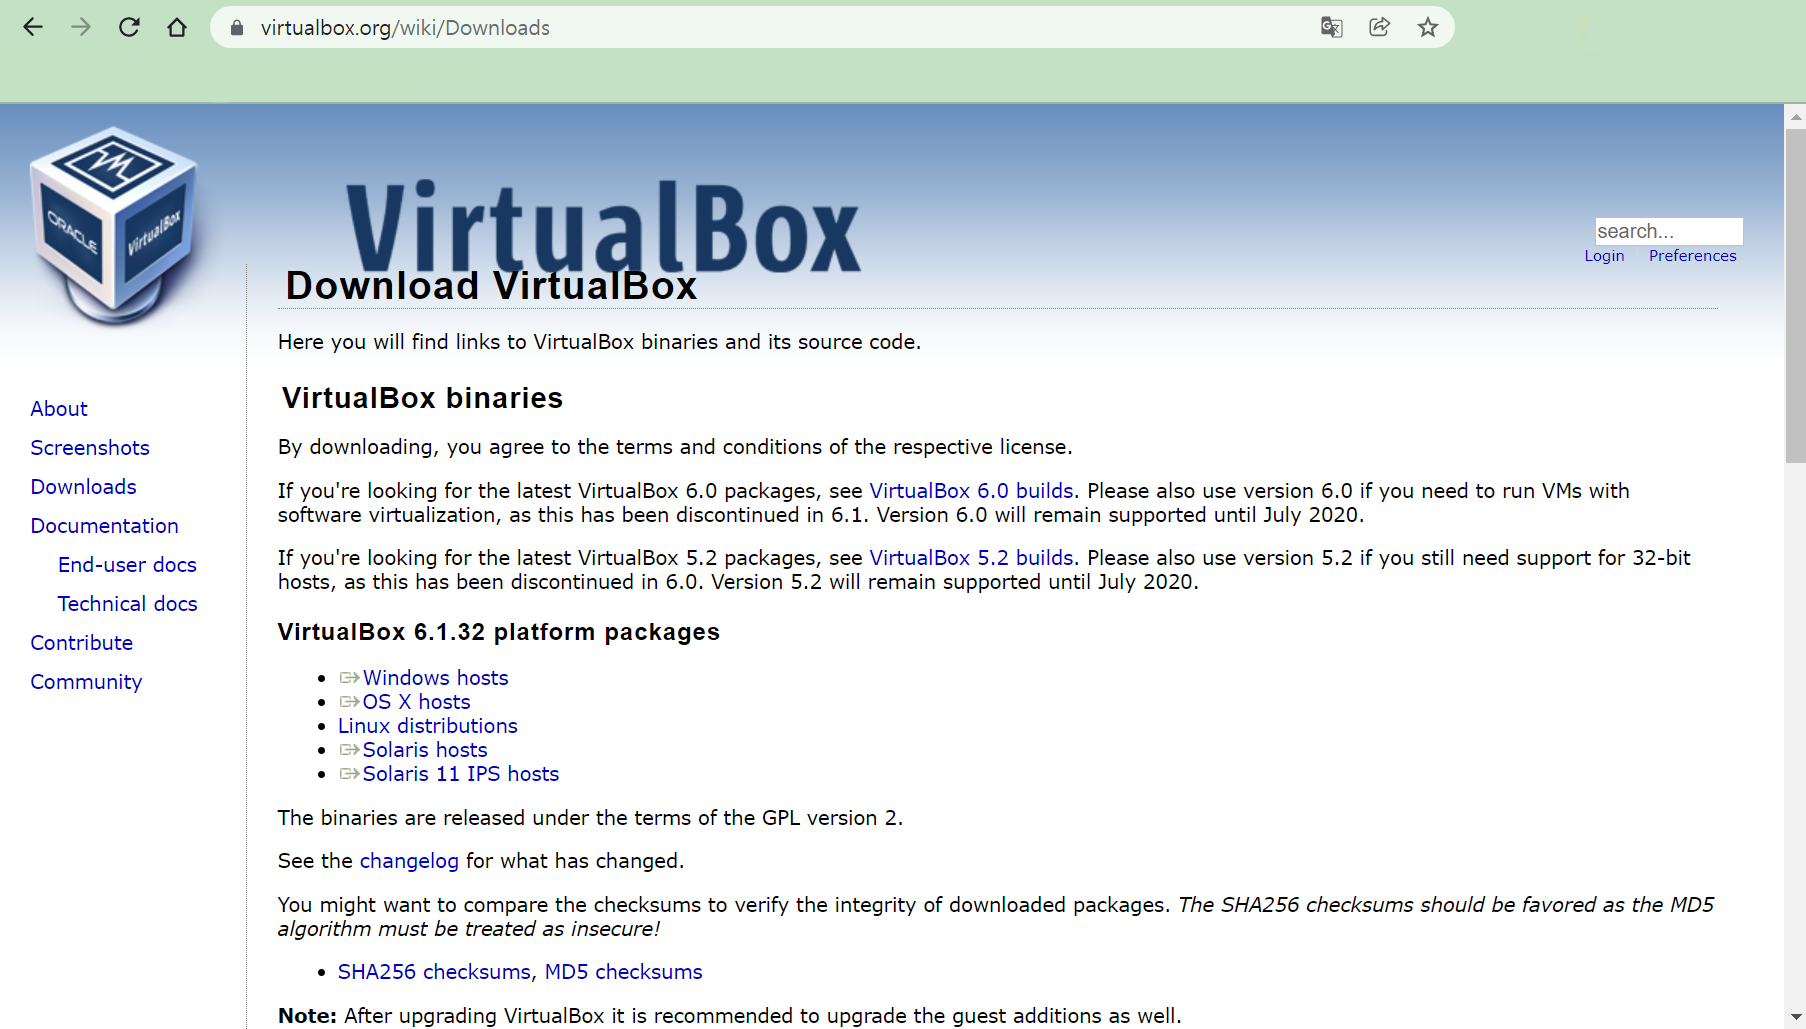 virtualbox.org/wiki/Downloads
ORACLE
VirtualBox
VirtualBox
search...
Login Preferences
Download VirtualBox
Here you will find links to VirtualBox binaries and its source code.
About
Screenshots
Downloads
Documentation
End-user docs
Technical docs
Contribute
Community
VirtualBox binaries
By downloading, you agree to the terms and conditions of the respective license.
If you're looking for the latest VirtualBox 6.0 packages, see VirtualBox 6.0 builds. Please also use version 6.0 if you need to run VMs with
software virtualization, as this has been discontinued in 6.1. Version 6.0 will remain supported until July 2020.
If you're looking for the latest VirtualBox 5.2 packages, see VirtualBox 5.2 builds. Please also use version 5.2 if you still need support for 32-bit
hosts, as this has been discontinued in 6.0. Version 5.2 will remain supported until July 2020.
VirtualBox 6.1.32 platform packages
Windows hosts
OS X hosts
Linux distributions
Solaris hosts
Solaris 11 IPS hosts
The binaries are released under the terms of the GPL version 2.
See the changelog for what has changed.
You might want to compare the checksums to verify the integrity of downloaded packages. The SHA256 checksums should be favored as the MD5
algorithm must be treated as insecure!
SHA256 checksums, MD5 checksums
Note: After upgrading VirtualBox it is recommended to upgrade the guest additions as well.